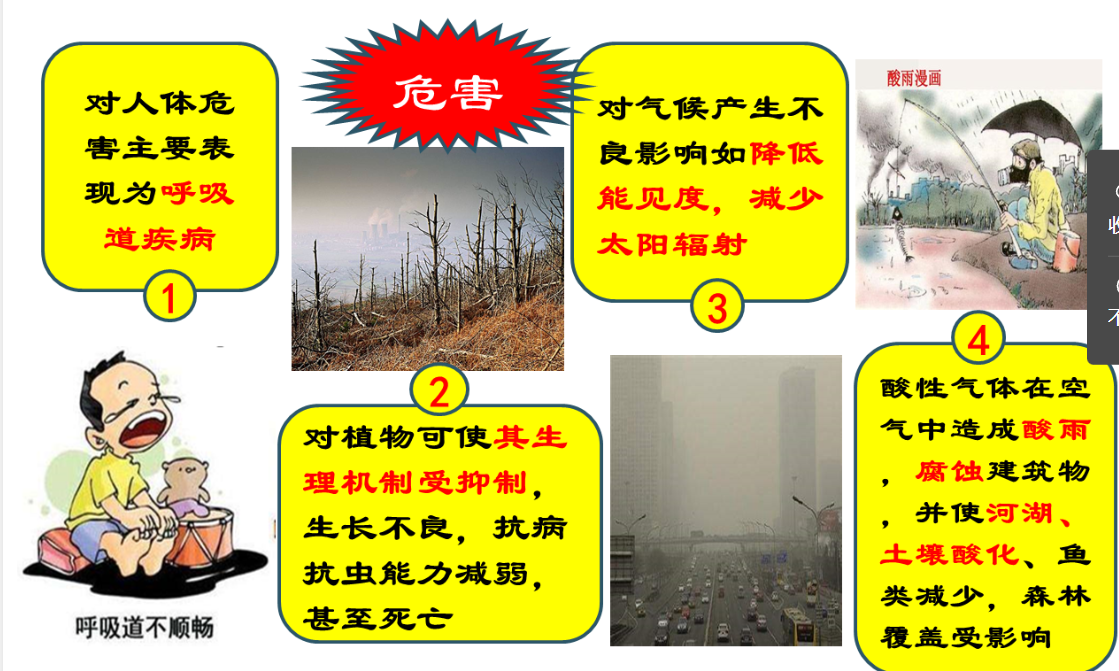 危害
对人体危
害主要表
现为呼吸
道疾病
1
呼吸道不顺畅
2
对植物可使其生
理机制受抑制，
生长不良，抗病
抗虫能力减弱，
甚至死亡
对气候产生不
良影响如降低
能见度，减少
太阳辐射
3
酸雨漫画
4
酸性气体在空
气中造成酸雨
，腐蚀建筑物
，并使河湖、
土壤酸化、鱼
类减少，森林
覆盖受影响